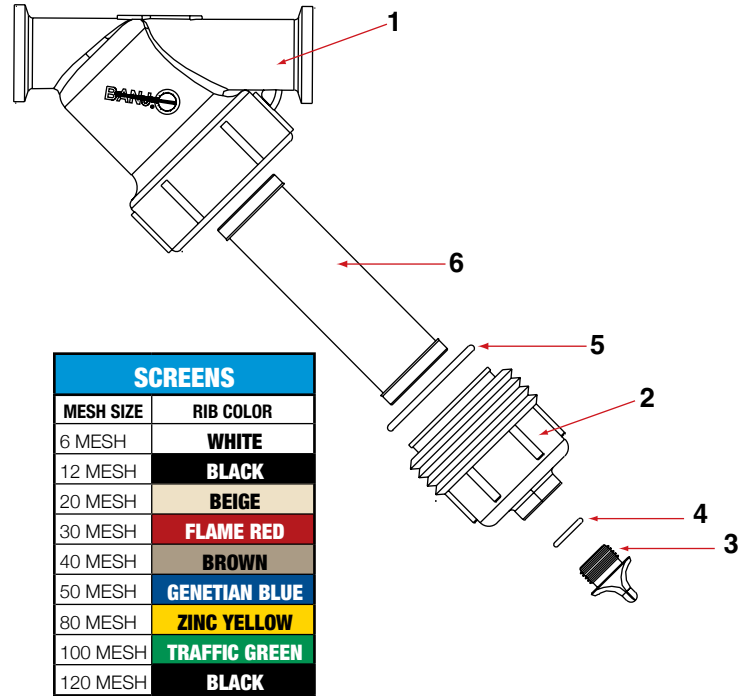 1
BANJO
6
5
2
4
3
SCREENS
MESH SIZE RIB COLOR
6 MESH WHITE
12 MESH BLACK
20 MESH BEIGE
30 MESH FLAME RED
40 MESH BROWN
50 MESH GENETIAN BLUE
80 MESH ZINC YELLOW
100 MESH TRAFFIC GREEN
120 MESH BLACK